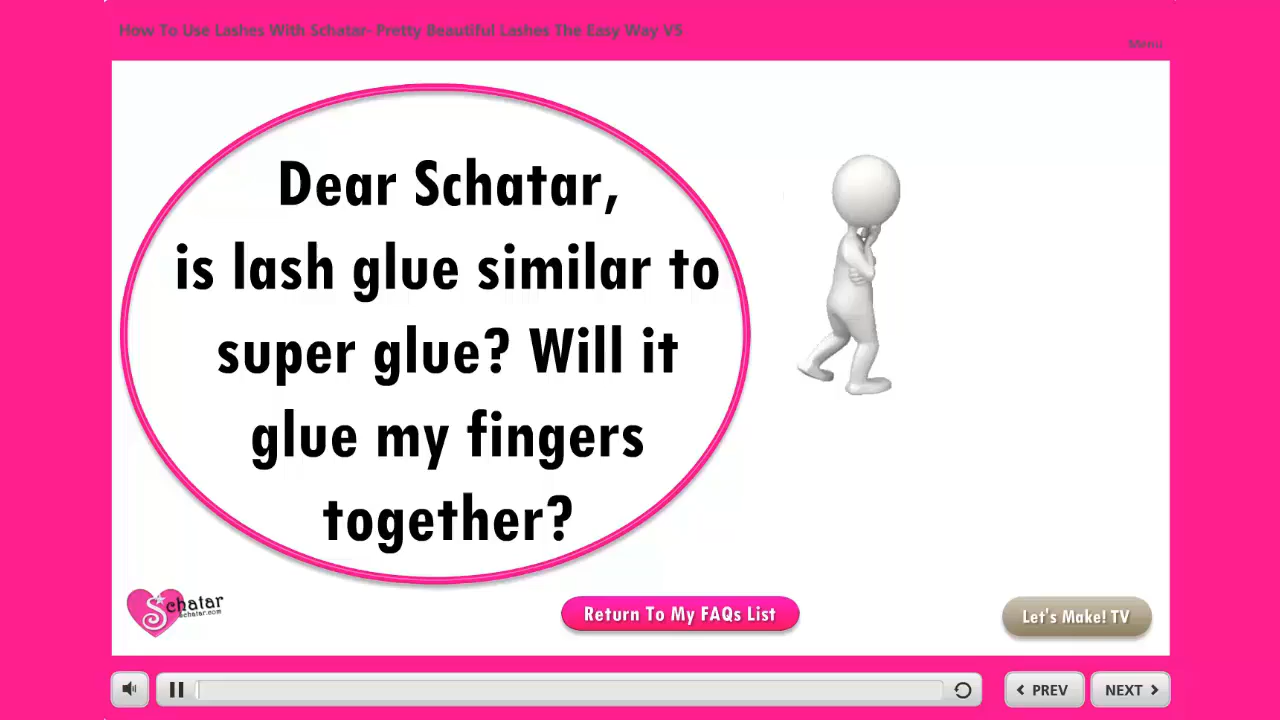 How To Use Lashes With Schatar- Pretty Beautiful Lashes The Easy Way V5
Menu
Dear Schatar,
is lash glue similar to
super glue? Will it
glue my fingers
together?
Schatar
schatar.com
Return To My FAQs List
Let's Make! TV
PREV
NEXT